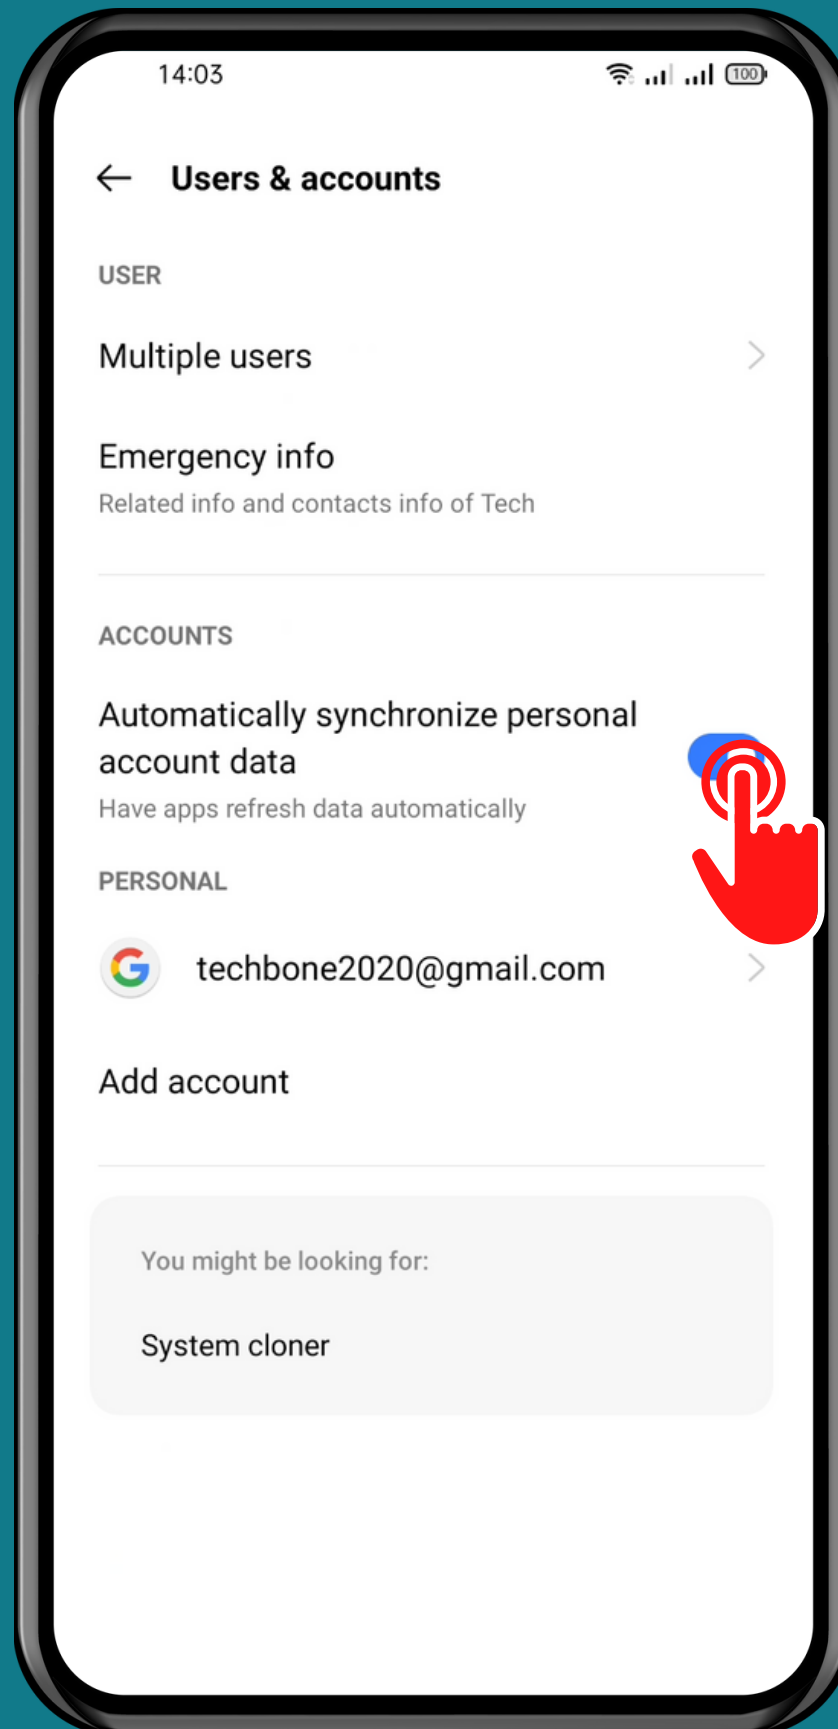 14:03
100
Users & accounts
USER
Multiple users
Emergency info
Related info and contacts info of Tech
ACCOUNTS
Automatically synchronize personal
account data
Have apps refresh data automatically
PERSONAL
techbone2020@gmail.com
Add account
You might be looking for:
System cloner